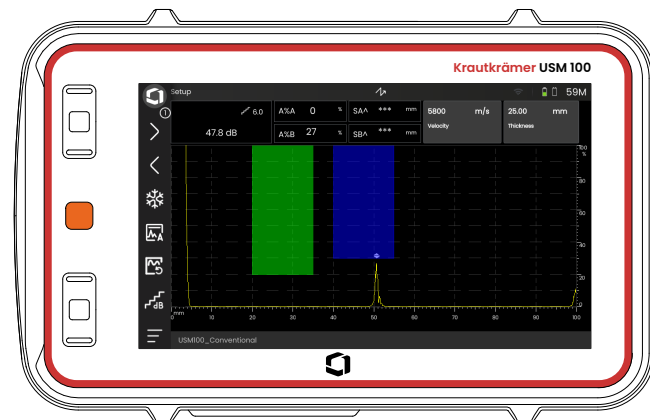 Krautkrämer USM 100
Setup
59M
1
6.0
47.8 dB
A%A 0 %
A%B 27 %
SA^ *** mm
SB^ *** mm
5800 m/s
Velocity
25.00 mm
Thickness
100
%
80
60
40
20
0
A
dB
mm
0 10 20 30 40 50 60 70 80 90 100
USM100_Conventional